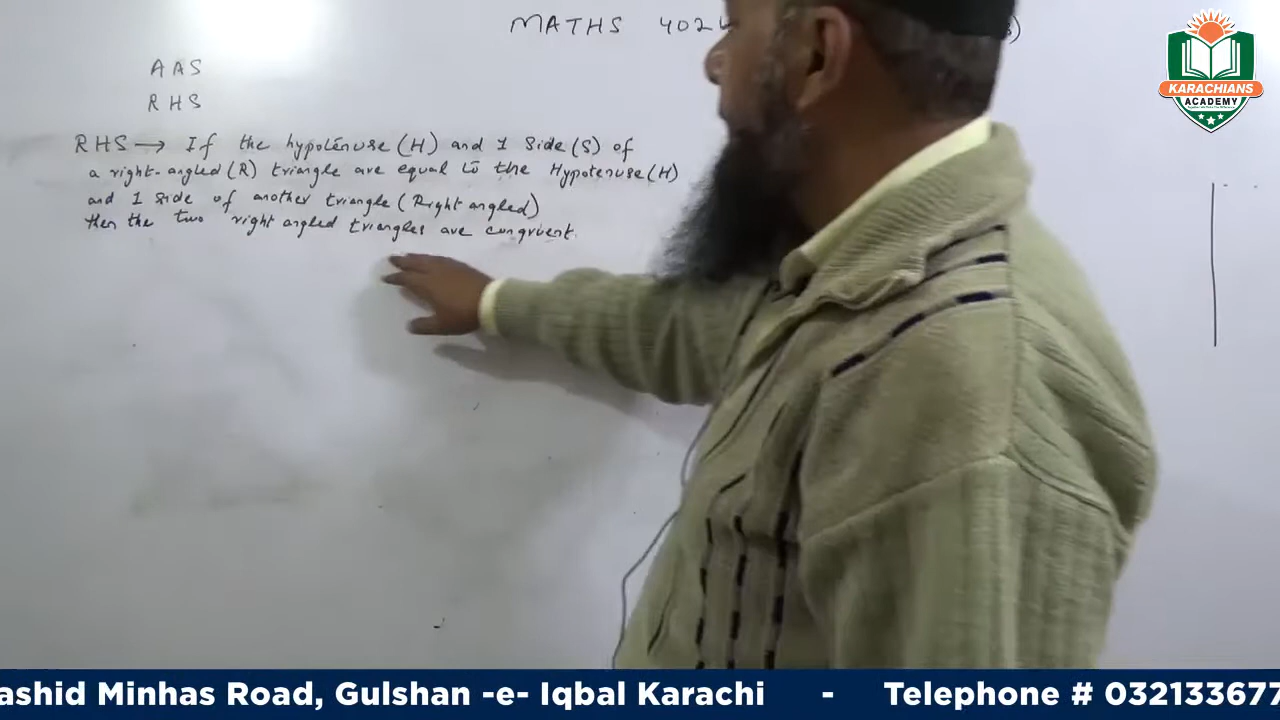 MATHS 402
AAS
RHS
RHS → If the hypotenuse (H) and 1 side (S) of
a right-angled (R) triangle are equal to the Hypotenuse (H)
and 1 side of another triangle (Right angled)
then the two right angled triangles are congruent.
KARACHIANS
ACADEMY
ashid Minhas Road, Gulshan -e- Iqbal Karachi - Telephone # 032133677